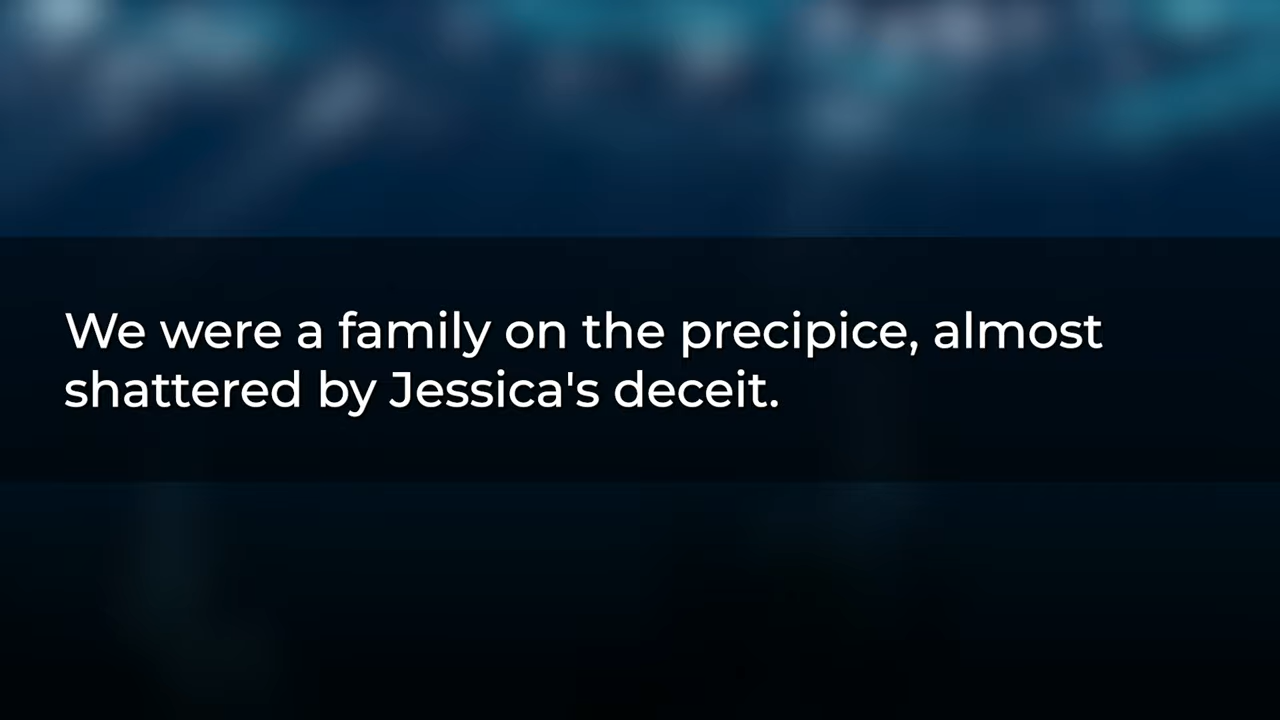 We were a family on the precipice, almost
shattered by Jessica's deceit.